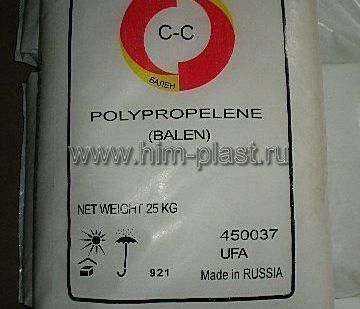 C-C
БАЛЕН
POLYPROPELENE
(BALEN)
www.him-plast.ru
NET WEIGHT 25 KG
450037
UFA
921
Made in RUSSIA